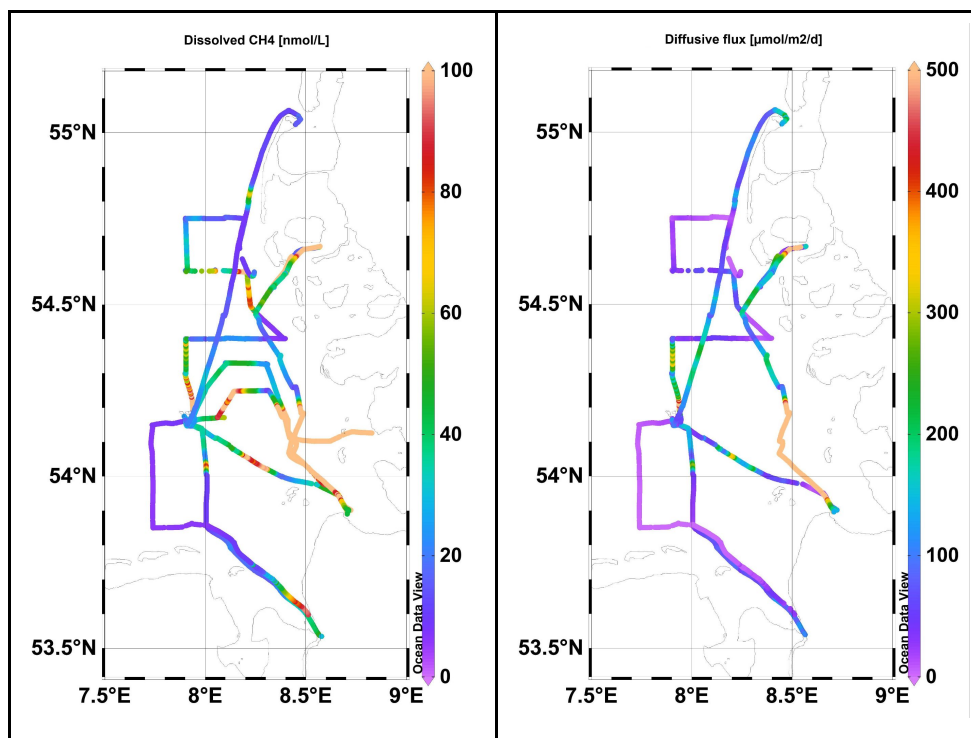 Dissolved CH4 [nmol/L]
100
80
60
40
20
0
55°N
54.5°N
54°N
53.5°N
7.5°E 8°E 8.5°E 9°E
Ocean Data View
Diffusive flux [µmol/m2/d]
500
400
300
200
100
0
55°N
54.5°N
54°N
53.5°N
7.5°E 8°E 8.5°E 9°E
Ocean Data View